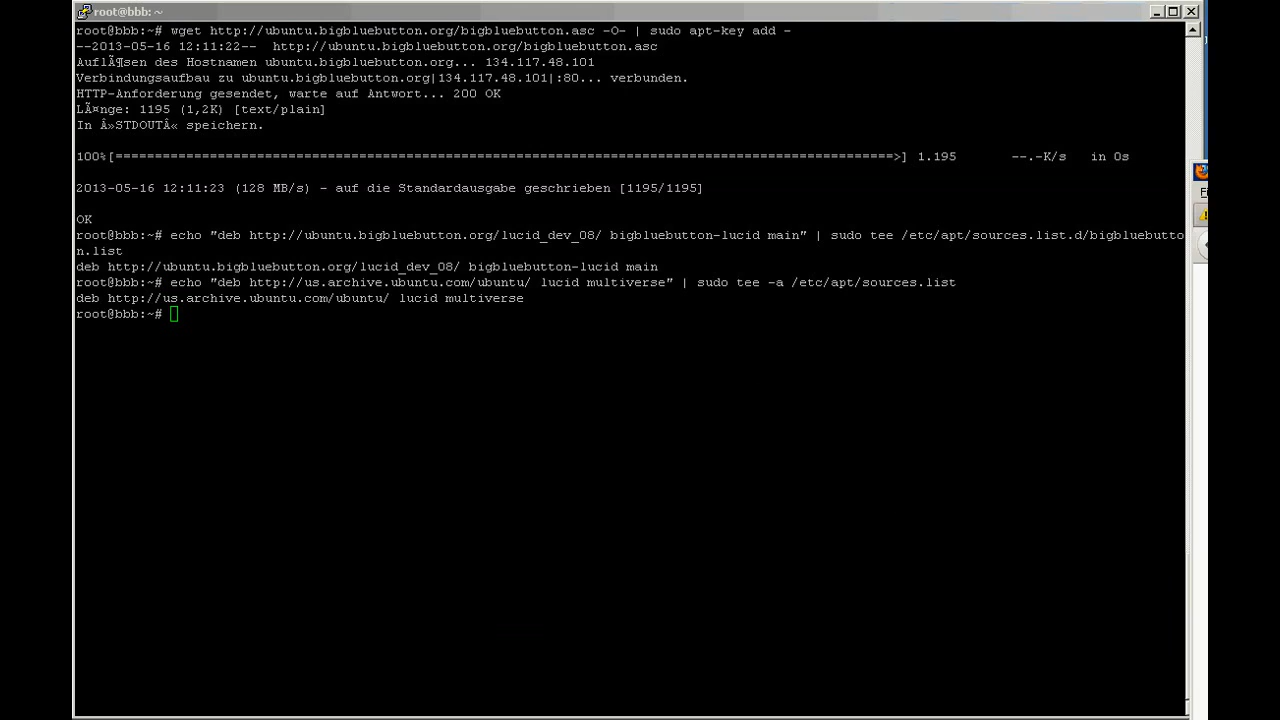 root@bbb: ~
root@bbb:~# wget http://ubuntu.bigbluebutton.org/bigbluebutton.asc -O- | sudo apt-key add -
--2013-05-16 12:11:22--  http://ubuntu.bigbluebutton.org/bigbluebutton.asc
AuflÃ¶sen des Hostnamen ubuntu.bigbluebutton.org... 134.117.48.101
Verbindungsaufbau zu ubuntu.bigbluebutton.org|134.117.48.101|:80... verbunden.
HTTP-Anforderung gesendet, warte auf Antwort... 200 OK
LÃ¤nge: 1195 (1,2K) [text/plain]
In Â»STDOUTÂ« speichern.
100%[===================================================================================================>] 1.195       --.-K/s   in 0s
2013-05-16 12:11:23 (128 MB/s) - auf die Standardausgabe geschrieben [1195/1195]
OK
root@bbb:~# echo "deb http://ubuntu.bigbluebutton.org/lucid_dev_08/ bigbluebutton-lucid main" | sudo tee /etc/apt/sources.list.d/bigbluebutto
n.list
deb http://ubuntu.bigbluebutton.org/lucid_dev_08/ bigbluebutton-lucid main
root@bbb:~# echo "deb http://us.archive.ubuntu.com/ubuntu/ lucid multiverse" | sudo tee -a /etc/apt/sources.list
deb http://us.archive.ubuntu.com/ubuntu/ lucid multiverse
root@bbb:~#